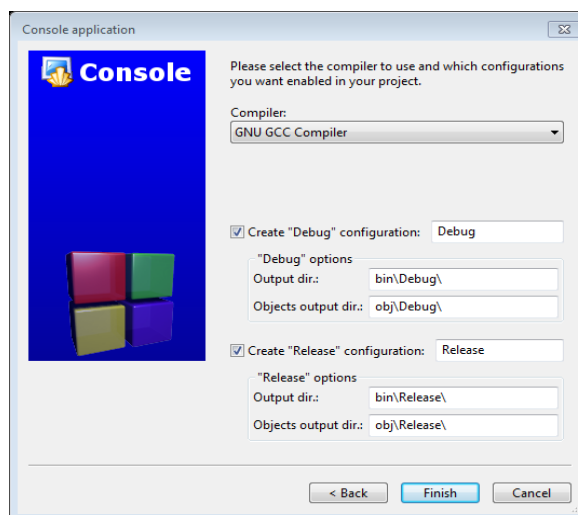 Console application
Console
Please select the compiler to use and which configurations
you want enabled in your project.
Compiler:
GNU GCC Compiler
Create "Debug" configuration: Debug
"Debug" options
Output dir.: bin\Debug\
Objects output dir.: obj\Debug\
Create "Release" configuration: Release
"Release" options
Output dir.: bin\Release\
Objects output dir.: obj\Release\
< Back Finish Cancel